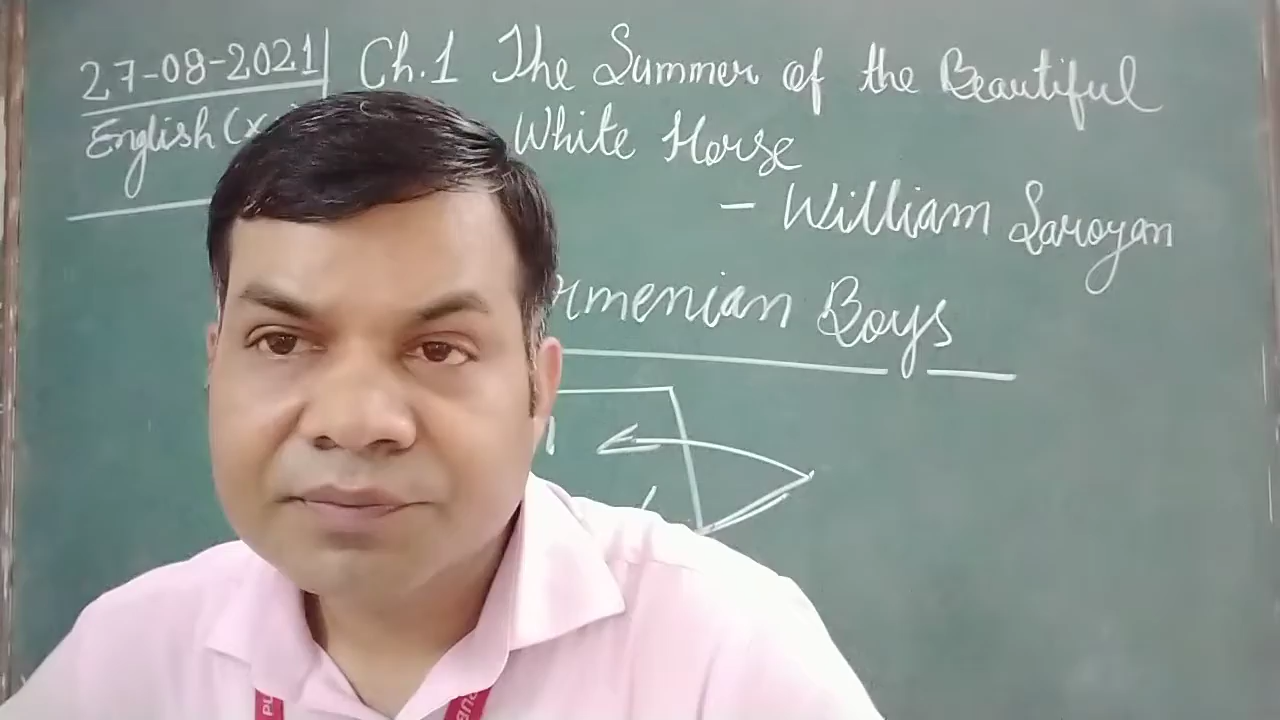 27-08-2021 Ch.1 The Summer of the Beautiful
English (x White Horse
- William Saroyan
rmenian Boys